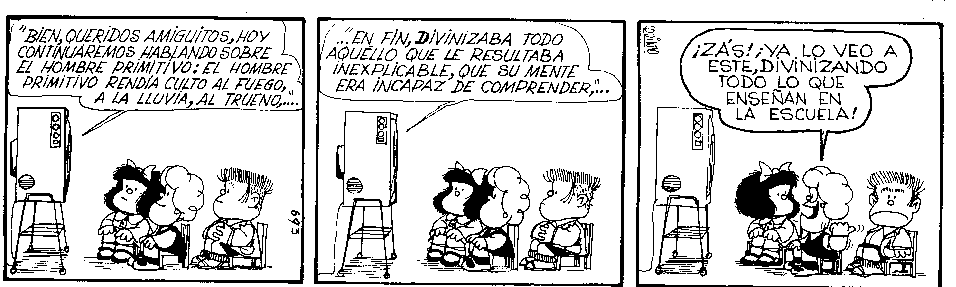 "BIEN, QUERIDOS AMIGUITOS, HOY
CONTINUAREMOS HABLANDO SOBRE
EL HOMBRE PRIMITIVO: EL HOMBRE
PRIMITIVO RENDÍA CULTO AL FUEGO,
A LA LLUVIA, AL TRUENO,..."
"...EN FIN, DIVINIZABA TODO
AQUELLO QUE LE RESULTABA
INEXPLICABLE, QUE SU MENTE
ERA INCAPAZ DE COMPRENDER,"...
¡ZÁS! ¡YA LO VEO A
ESTE, DIVINIZANDO
TODO LO QUE
ENSEÑAN EN
LA ESCUELA!